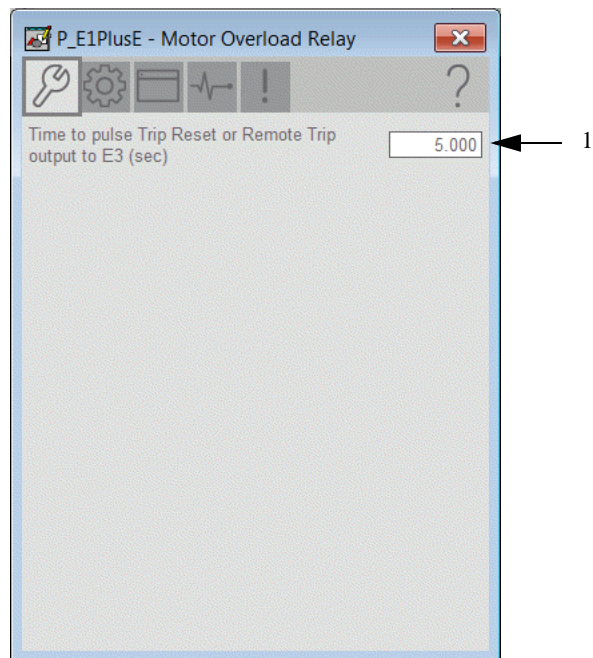 P_E1PlusE - Motor Overload Relay
!
?
Time to pulse Trip Reset or Remote Trip
output to E3 (sec)
5.000
1